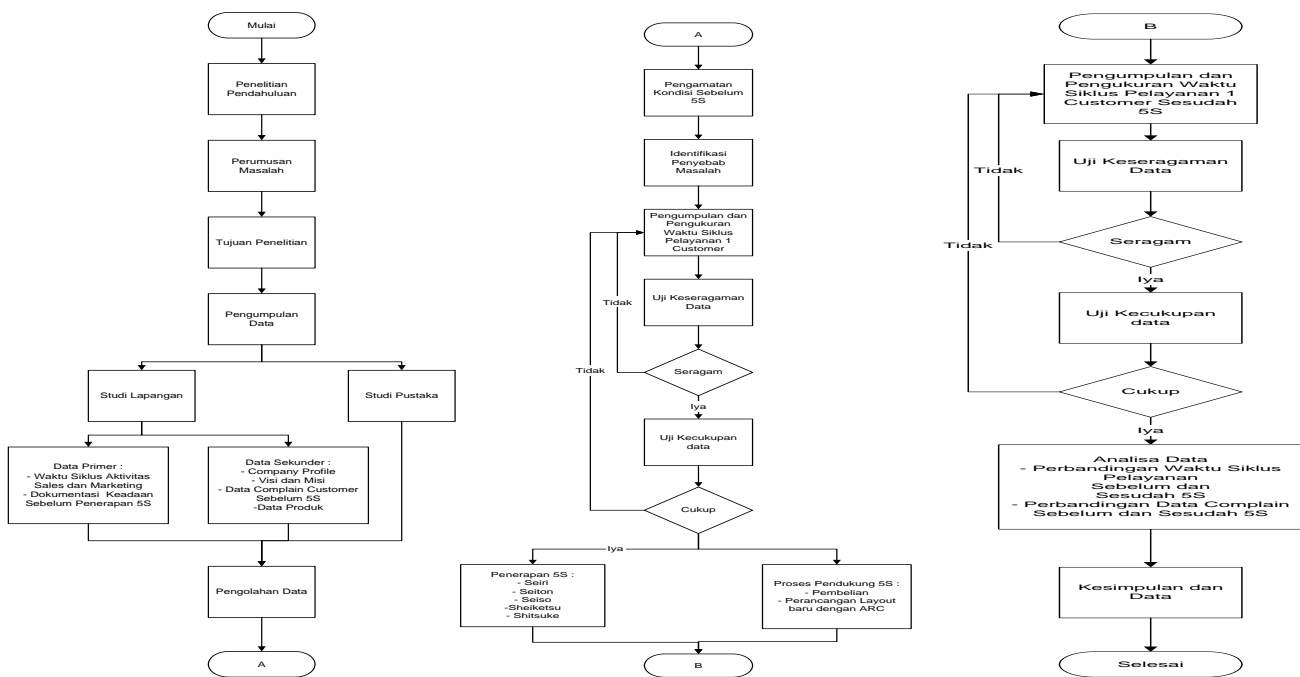 Mulai
Penelitian
Pendahuluan
Perumusan
Masalah
Tujuan Penelitian
Pengumpulan
Data
Studi Lapangan
Studi Pustaka
Data Primer :
- Waktu Siklus Aktivitas
Sales dan Marketing
- Dokumentasi Keadaan
Sebelum Penerapan 5S
Data Sekunder :
- Company Profile
- Visi dan Misi
- Data Complain Customer
Sebelum 5S
-Data Produk
Pengolahan Data
A
A
Pengamatan
Kondisi Sebelum
5S
Identifikasi
Penyebab
Masalah
Pengumpulan dan
Pengukuran
Waktu Siklus
Pelayanan 1
Customer
Uji Keseragaman
Data
Tidak
Seragam
Tidak
Iya
Uji Kecukupan
data
Cukup
Iya
Penerapan 5S :
- Seiri
- Seiton
- Seiso
-Sheiketsu
- Shitsuke
Proses Pendukung 5S :
- Pembelian
- Perancangan Layout
baru dengan ARC
B
B
Pengumpulan dan
Pengukuran Waktu
Siklus Pelayanan 1
Customer Sesudah
5S
Uji Keseragaman
Data
Tidak
Seragam
Tidak
Iya
Uji Kecukupan
data
Cukup
Iya
Analisa Data
- Perbandingan Waktu Siklus
Pelayanan
Sebelum dan
Sesudah 5S
- Perbandingan Data Complain
Sebelum dan Sesudah 5S
Kesimpulan dan
Data
Selesai